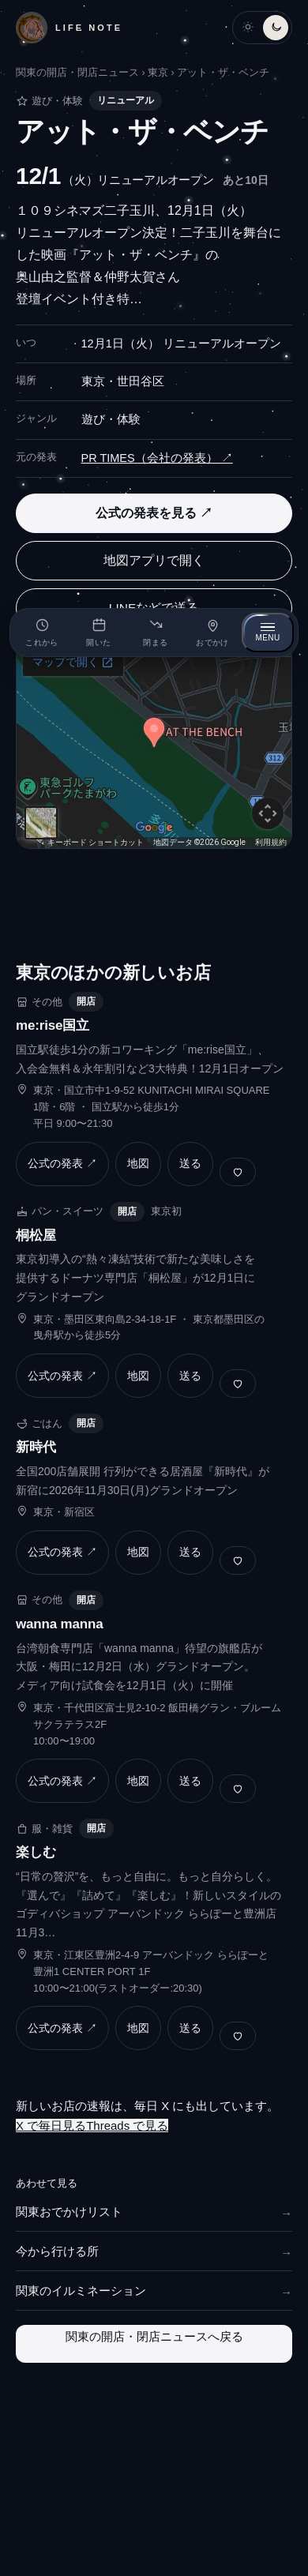 LIFE NOTE
関東の開店・閉店ニュース › 東京 › アット・ザ・ベンチ
遊び・体験 リニューアル
アット・ザ・ベンチ
12/1（火）リニューアルオープン あと10日
１０９シネマズ二子玉川、12月1日（火）
リニューアルオープン決定！二子玉川を舞台に
した映画『アット・ザ・ベンチ』の
奥山由之監督＆仲野太賀さん
登壇イベント付き特…
いつ 12月1日（火） リニューアルオープン
場所 東京・世田谷区
ジャンル 遊び・体験
元の発表 PR TIMES（会社の発表） ↗
公式の発表を見る ↗
地図アプリで開く
LINEなどで送る
これから 開いた 閉まる おでかけ MENU
マップで開く
AT THE BENCH
312
東急ゴルフ
パークたまがわ
Google
キーボード ショートカット 地図データ ©2026 Google 利用規約
東京のほかの新しいお店
その他 開店
me:rise国立
国立駅徒歩1分の新コワーキング「me:rise国立」、
入会金無料＆永年割引など3大特典！12月1日オープン
東京・国立市中1-9-52 KUNITACHI MIRAI SQUARE
1階・6階 ・ 国立駅から徒歩1分
平日 9:00〜21:30
公式の発表 ↗ 地図 送る
パン・スイーツ 開店 東京初
桐松屋
東京初導入の“熱々凍結”技術で新たな美味しさを
提供するドーナツ専門店「桐松屋」が12月1日に
グランドオープン
東京・墨田区東向島2-34-18-1F ・ 東京都墨田区の
曳舟駅から徒歩5分
公式の発表 ↗ 地図 送る
ごはん 開店
新時代
全国200店舗展開 行列ができる居酒屋『新時代』が
新宿に2026年11月30日(月)グランドオープン
東京・新宿区
公式の発表 ↗ 地図 送る
その他 開店
wanna manna
台湾朝食専門店「wanna manna」待望の旗艦店が
大阪・梅田に12月2日（水）グランドオープン。
メディア向け試食会を12月1日（火）に開催
東京・千代田区富士見2-10-2 飯田橋グラン・ブルーム
サクラテラス2F
10:00〜19:00
公式の発表 ↗ 地図 送る
服・雑貨 開店
楽しむ
“日常の贅沢”を、もっと自由に。もっと自分らしく。
『選んで』『詰めて』『楽しむ』！新しいスタイルの
ゴディバショップ アーバンドック ららぽーと豊洲店
11月3…
東京・江東区豊洲2-4-9 アーバンドック ららぽーと
豊洲1 CENTER PORT 1F
10:00〜21:00(ラストオーダー:20:30)
公式の発表 ↗ 地図 送る
新しいお店の速報は、毎日 X にも出しています。
X で毎日見るThreads で見る
あわせて見る
関東おでかけリスト →
今から行ける所 →
関東のイルミネーション →
関東の開店・閉店ニュースへ戻る